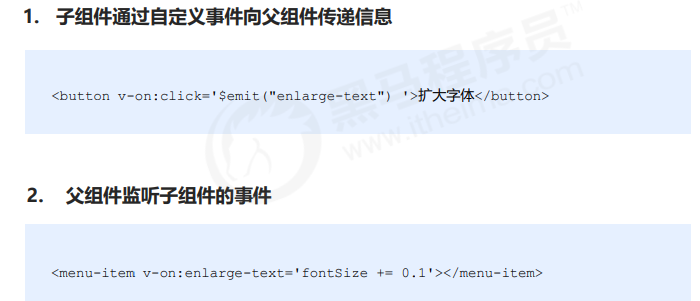 1. 子组件通过自定义事件向父组件传递信息
<button v-on:click='$emit("enlarge-text") '>扩大字体</button>
黑马程序员™
www.itheima.com
2. 父组件监听子组件的事件
<menu-item v-on:enlarge-text='fontSize += 0.1'></menu-item>